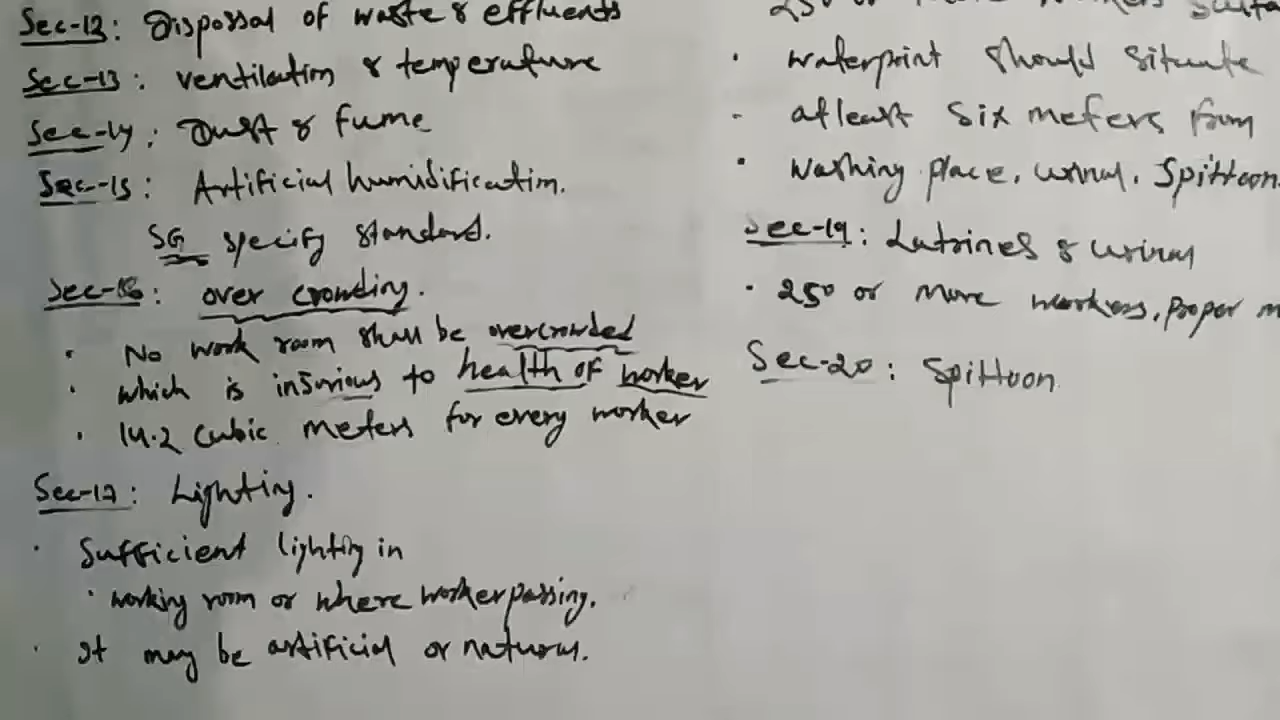 Sec-12: Disposal of waste & effluents
Sec-13: ventilation & temperature
Sec-14: Dust & fume
Sec-15: Artificial humidification.
SG specify standard.
Sec-16: over crowding.
• No work room shall be overcrowded
• which is injurious to health of worker
• 14.2 cubic meters for every worker
Sec-17: Lighting.
• Sufficient lighting in
• working room or where worker passing.
• It may be artificial or natural.
250 or more workers
• waterpoint should situate
• atleast six meters from
• washing place, urinal, Spittoon
Sec-19: Latrines & urinal
• 250 or more workers, proper
Sec-20: Spittoon